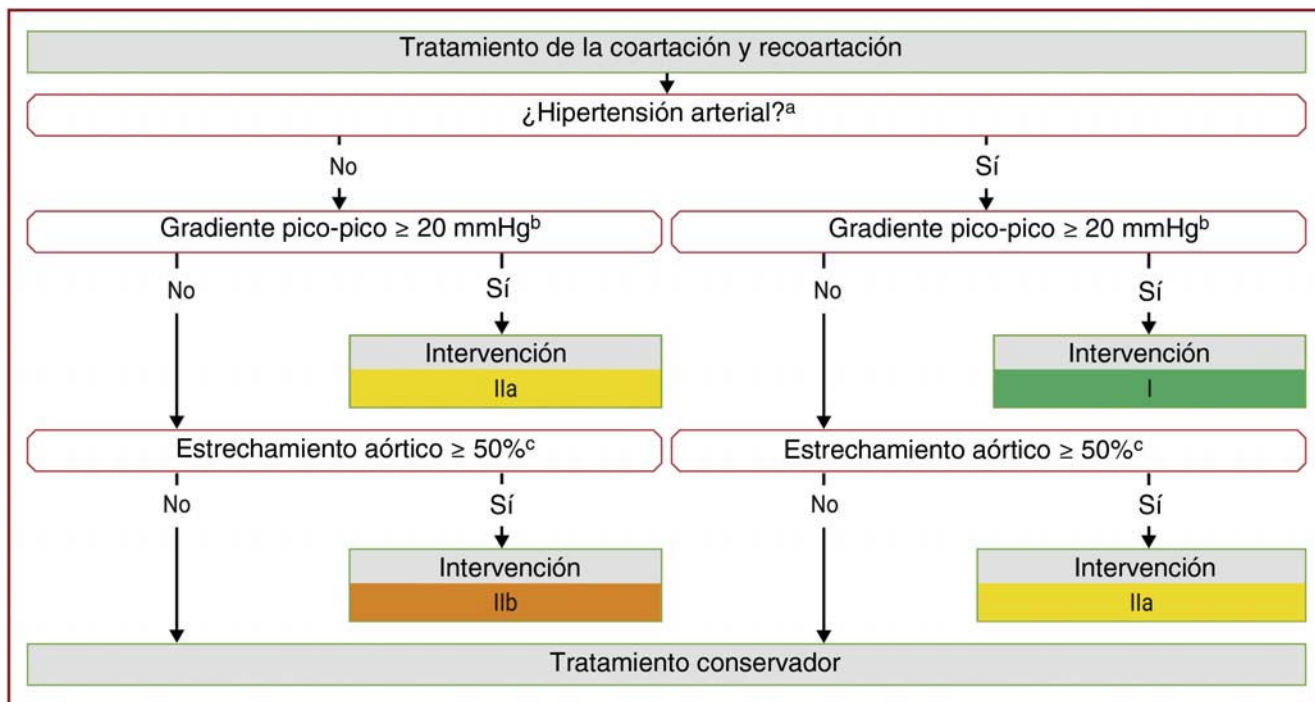 Tratamiento de la coartación y recoartación
¿Hipertensión arterial?ᵃ
No
Sí
Gradiente pico-pico ≥ 20 mmHgᵇ
Gradiente pico-pico ≥ 20 mmHgᵇ
No
Sí
No
Sí
Intervención
IIa
Intervención
I
Estrechamiento aórtico ≥ 50%ᶜ
Estrechamiento aórtico ≥ 50%ᶜ
No
Sí
No
Sí
Intervención
IIb
Intervención
IIa
Tratamiento conservador